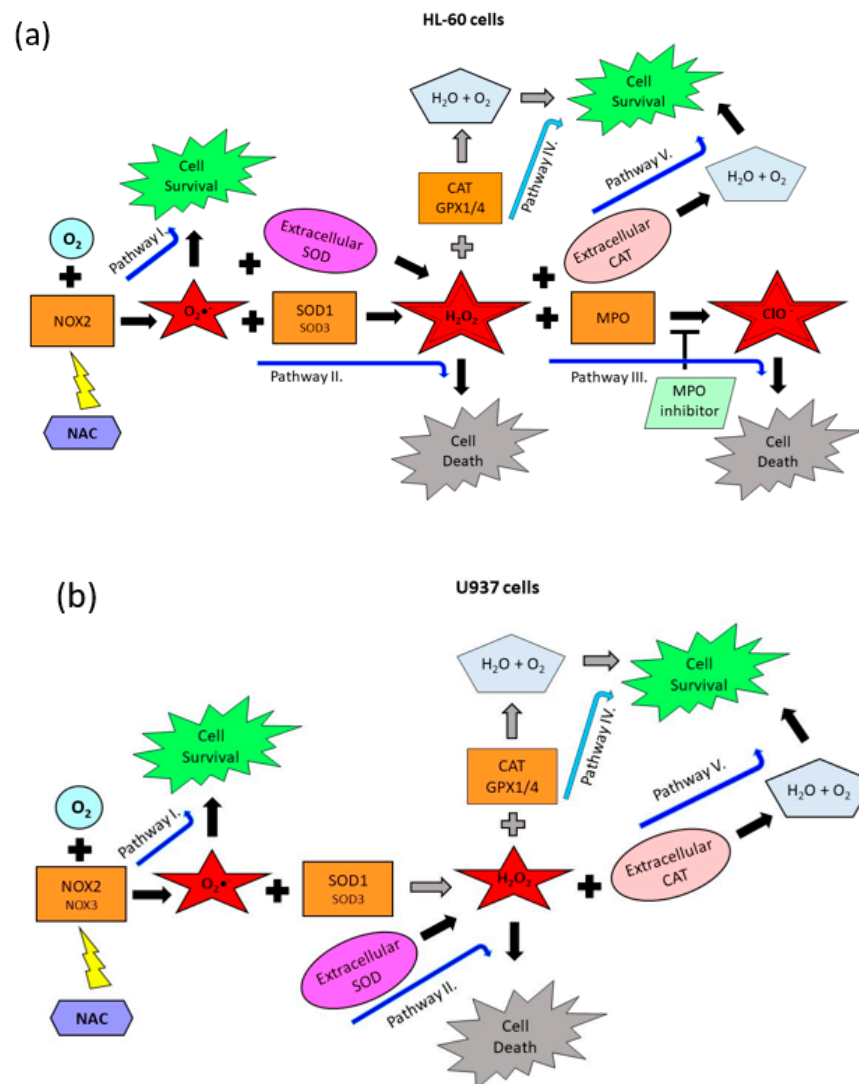 (a)
HL-60 cells
H₂O + O₂
Cell
Survival
Cell
Survival
Pathway IV.
Pathway V.
H₂O + O₂
CAT
GPX1/4
O₂
Pathway I.
Extracellular
SOD
Extracellular
CAT
NOX2
O₂•⁻
SOD1
SOD3
H₂O₂
MPO
ClO⁻
Pathway II.
Pathway III.
MPO
inhibitor
NAC
Cell
Death
Cell
Death
(b)
U937 cells
H₂O + O₂
Cell
Survival
Cell
Survival
Pathway IV.
CAT
GPX1/4
Pathway V.
H₂O + O₂
O₂
Pathway I.
NOX2
NOX3
O₂•⁻
SOD1
SOD3
H₂O₂
Extracellular
CAT
Extracellular
SOD
Pathway II.
NAC
Cell
Death